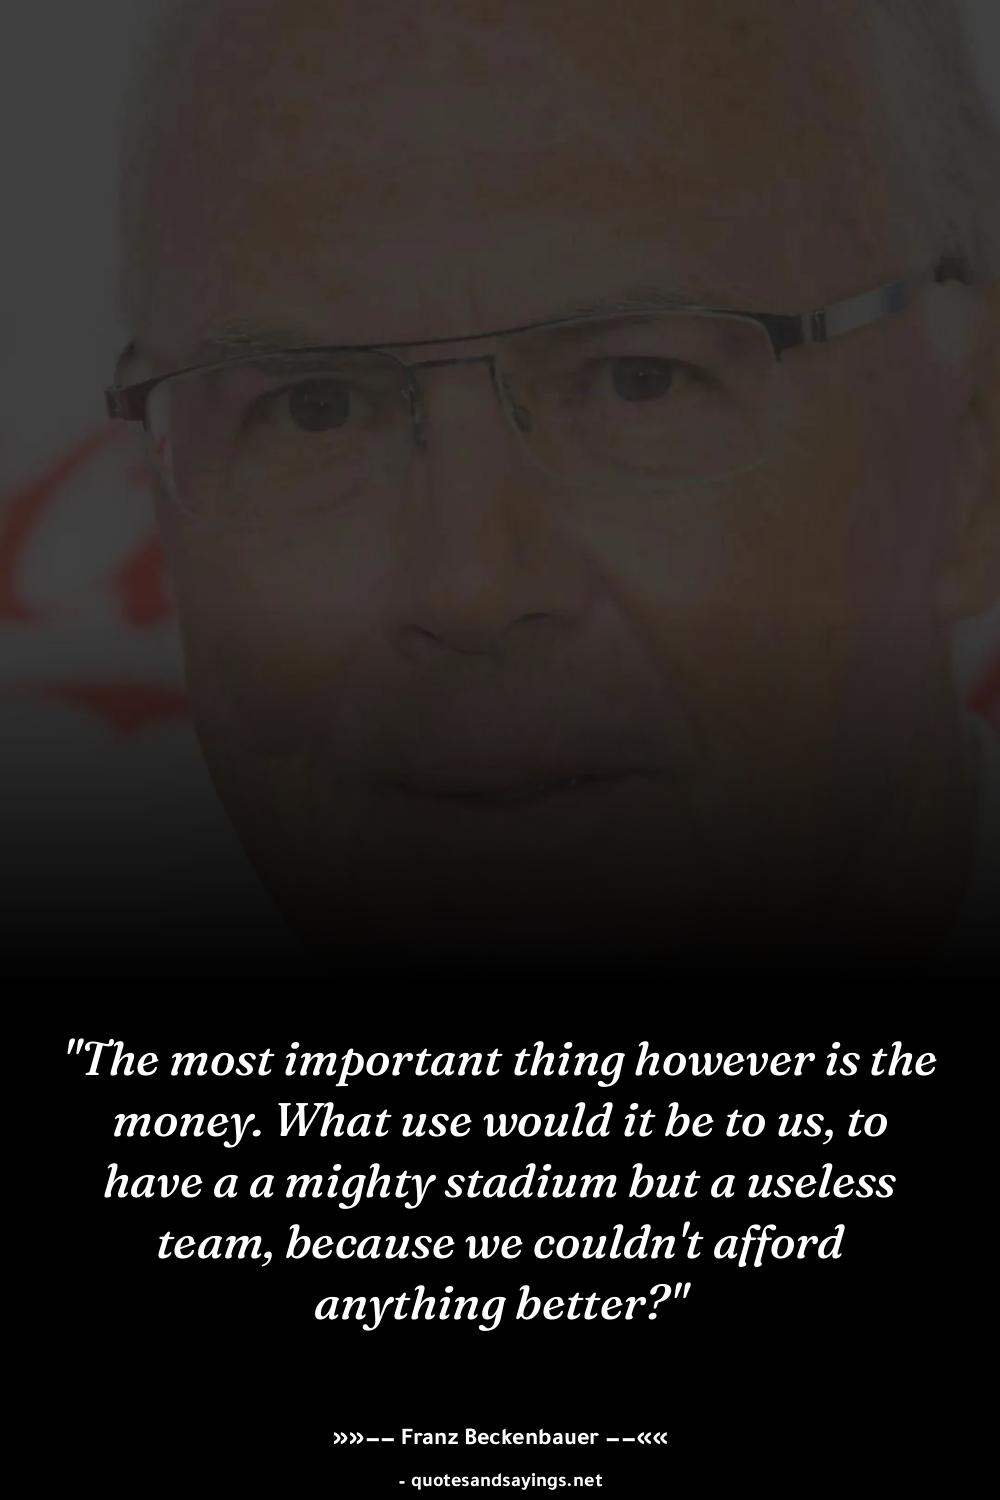 "The most important thing however is the
money. What use would it be to us, to
have a a mighty stadium but a useless
team, because we couldn't afford
anything better?"
»»–– Franz Beckenbauer ––««
- quotesandsayings.net